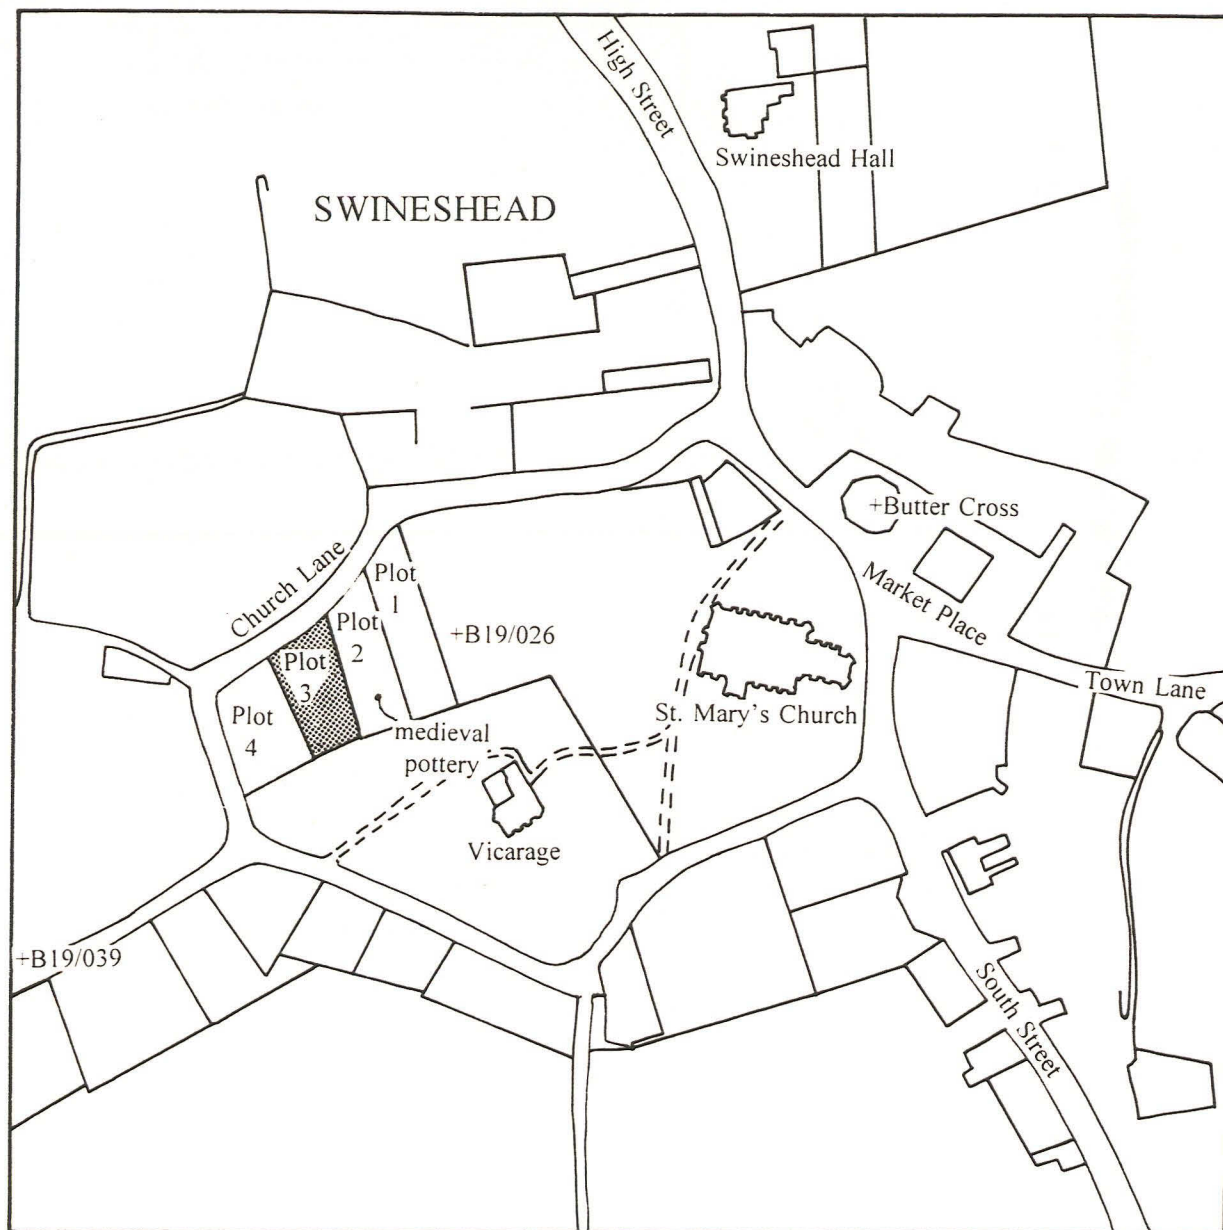 High Street
Swineshead Hall
SWINESHEAD
+Butter Cross
Church Lane
Plot
1
Market Place
Plot
2
+B19/026
Plot
3
Town Lane
Plot
4
St. Mary's Church
medieval
pottery
Vicarage
+B19/039
South Street